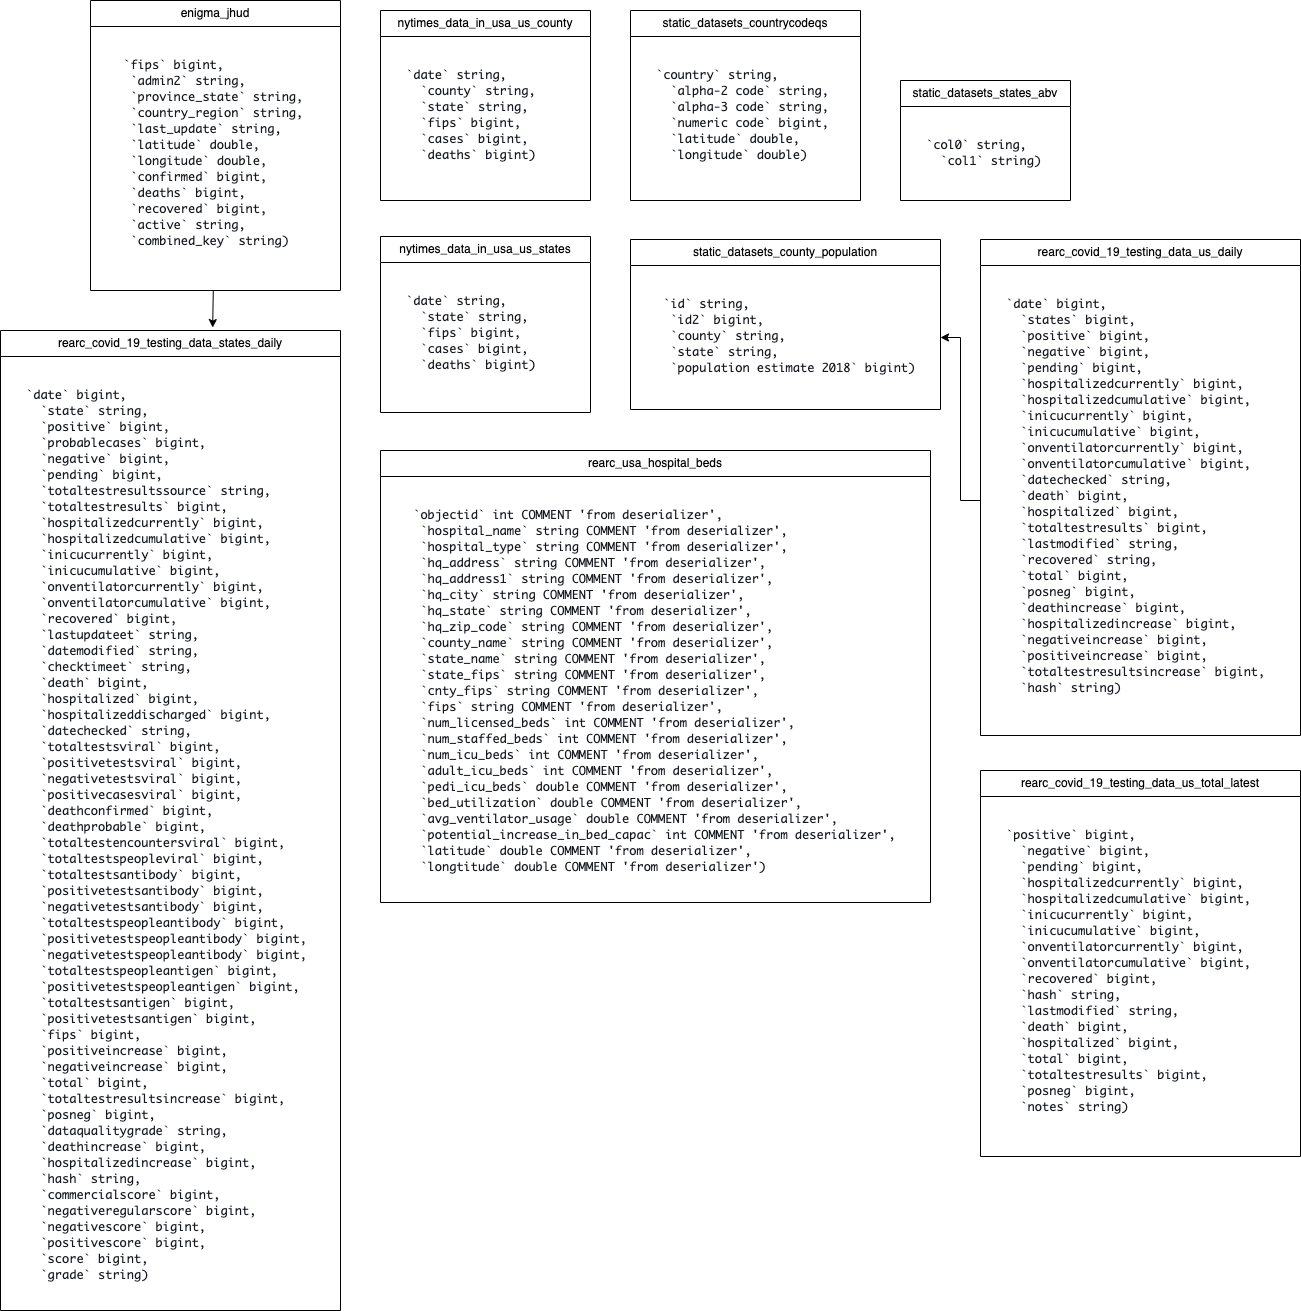 enigma_jhud
`fips` bigint,
`admin2` string,
`province_state` string,
`country_region` string,
`last_update` string,
`latitude` double,
`longitude` double,
`confirmed` bigint,
`deaths` bigint,
`recovered` bigint,
`active` string,
`combined_key` string)
nytimes_data_in_usa_us_county
`date` string,
`county` string,
`state` string,
`fips` bigint,
`cases` bigint,
`deaths` bigint)
static_datasets_countrycodeqs
`country` string,
`alpha-2 code` string,
`alpha-3 code` string,
`numeric code` bigint,
`latitude` double,
`longitude` double)
static_datasets_states_abv
`col0` string,
`col1` string)
nytimes_data_in_usa_us_states
`date` string,
`state` string,
`fips` bigint,
`cases` bigint,
`deaths` bigint)
static_datasets_county_population
`id` string,
`id2` bigint,
`county` string,
`state` string,
`population estimate 2018` bigint)
rearc_covid_19_testing_data_us_daily
`date` bigint,
`states` bigint,
`positive` bigint,
`negative` bigint,
`pending` bigint,
`hospitalizedcurrently` bigint,
`hospitalizedcumulative` bigint,
`inicucurrently` bigint,
`inicucumulative` bigint,
`onventilatorcurrently` bigint,
`onventilatorcumulative` bigint,
`datechecked` string,
`death` bigint,
`hospitalized` bigint,
`totaltestresults` bigint,
`lastmodified` string,
`recovered` string,
`total` bigint,
`posneg` bigint,
`deathincrease` bigint,
`hospitalizedincrease` bigint,
`negativeincrease` bigint,
`positiveincrease` bigint,
`totaltestresultsincrease` bigint,
`hash` string)
rearc_covid_19_testing_data_states_daily
`date` bigint,
`state` string,
`positive` bigint,
`probablecases` bigint,
`negative` bigint,
`pending` bigint,
`totaltestresultssource` string,
`totaltestresults` bigint,
`hospitalizedcurrently` bigint,
`hospitalizedcumulative` bigint,
`inicucurrently` bigint,
`inicucumulative` bigint,
`onventilatorcurrently` bigint,
`onventilatorcumulative` bigint,
`recovered` bigint,
`lastupdateet` string,
`datemodified` string,
`checktimeet` string,
`death` bigint,
`hospitalized` bigint,
`hospitalizeddischarged` bigint,
`datechecked` string,
`totaltestsviral` bigint,
`positivetestsviral` bigint,
`negativetestsviral` bigint,
`positivecasesviral` bigint,
`deathconfirmed` bigint,
`deathprobable` bigint,
`totaltestencountersviral` bigint,
`totaltestspeopleviral` bigint,
`totaltestsantibody` bigint,
`positivetestsantibody` bigint,
`negativetestsantibody` bigint,
`totaltestspeopleantibody` bigint,
`positivetestspeopleantibody` bigint,
`negativetestspeopleantibody` bigint,
`totaltestspeopleantigen` bigint,
`positivetestspeopleantigen` bigint,
`totaltestsantigen` bigint,
`positivetestsantigen` bigint,
`fips` bigint,
`positiveincrease` bigint,
`negativeincrease` bigint,
`total` bigint,
`totaltestresultsincrease` bigint,
`posneg` bigint,
`dataqualitygrade` string,
`deathincrease` bigint,
`hospitalizedincrease` bigint,
`hash` string,
`commercialscore` bigint,
`negativeregularscore` bigint,
`negativescore` bigint,
`positivescore` bigint,
`score` bigint,
`grade` string)
rearc_usa_hospital_beds
`objectid` int COMMENT 'from deserializer',
`hospital_name` string COMMENT 'from deserializer',
`hospital_type` string COMMENT 'from deserializer',
`hq_address` string COMMENT 'from deserializer',
`hq_address1` string COMMENT 'from deserializer',
`hq_city` string COMMENT 'from deserializer',
`hq_state` string COMMENT 'from deserializer',
`hq_zip_code` string COMMENT 'from deserializer',
`county_name` string COMMENT 'from deserializer',
`state_name` string COMMENT 'from deserializer',
`state_fips` string COMMENT 'from deserializer',
`cnty_fips` string COMMENT 'from deserializer',
`fips` string COMMENT 'from deserializer',
`num_licensed_beds` int COMMENT 'from deserializer',
`num_staffed_beds` int COMMENT 'from deserializer',
`num_icu_beds` int COMMENT 'from deserializer',
`adult_icu_beds` int COMMENT 'from deserializer',
`pedi_icu_beds` double COMMENT 'from deserializer',
`bed_utilization` double COMMENT 'from deserializer',
`avg_ventilator_usage` double COMMENT 'from deserializer',
`potential_increase_in_bed_capac` int COMMENT 'from deserializer',
`latitude` double COMMENT 'from deserializer',
`longtitude` double COMMENT 'from deserializer')
rearc_covid_19_testing_data_us_total_latest
`positive` bigint,
`negative` bigint,
`pending` bigint,
`hospitalizedcurrently` bigint,
`hospitalizedcumulative` bigint,
`inicucurrently` bigint,
`inicucumulative` bigint,
`onventilatorcurrently` bigint,
`onventilatorcumulative` bigint,
`recovered` bigint,
`hash` string,
`lastmodified` string,
`death` bigint,
`hospitalized` bigint,
`total` bigint,
`totaltestresults` bigint,
`posneg` bigint,
`notes` string)